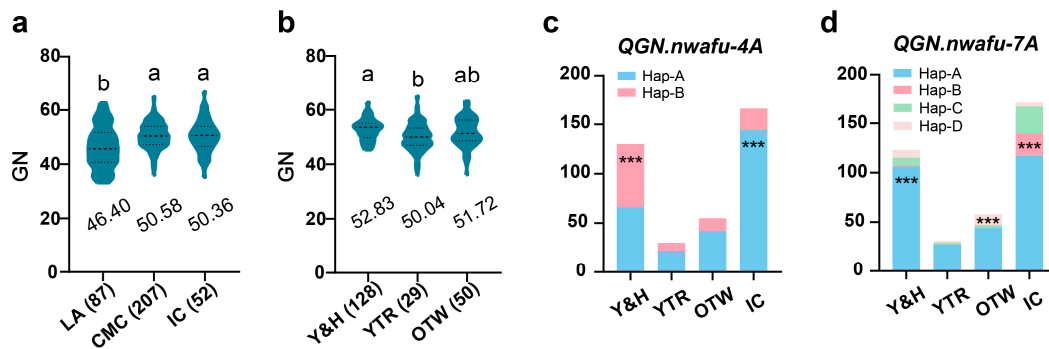 a
GN
80
60
40
20
0
b
a
a
46.40
50.58
50.36
LA (87)
CMC (207)
IC (52)
b
GN
80
60
40
20
0
a
b
ab
52.83
50.04
51.72
Y&H (128)
YTR (29)
OTW (50)
c
QGN.nwafu-4A
Hap-A
Hap-B
200
150
100
50
0
***
***
Y&H
YTR
OTW
IC
d
QGN.nwafu-7A
Hap-A
Hap-B
Hap-C
Hap-D
200
150
100
50
0
***
***
***
Y&H
YTR
OTW
IC